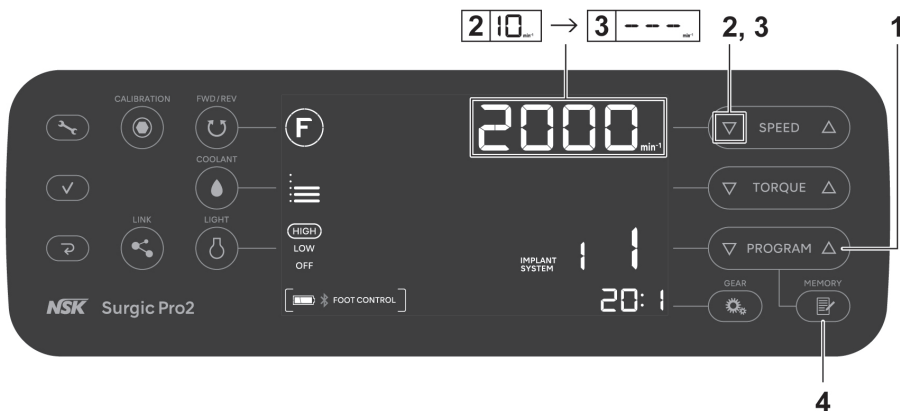 2 10 min⁻¹ → 3 --- min⁻¹
2, 3
1
CALIBRATION
FWD/REV
F
2000 min⁻¹
SPEED
COOLANT
TORQUE
LINK
LIGHT
HIGH
LOW
OFF
IMPLANT
SYSTEM
1 1
PROGRAM
NSK Surgic Pro2
FOOT CONTROL
20:1
GEAR
MEMORY
4